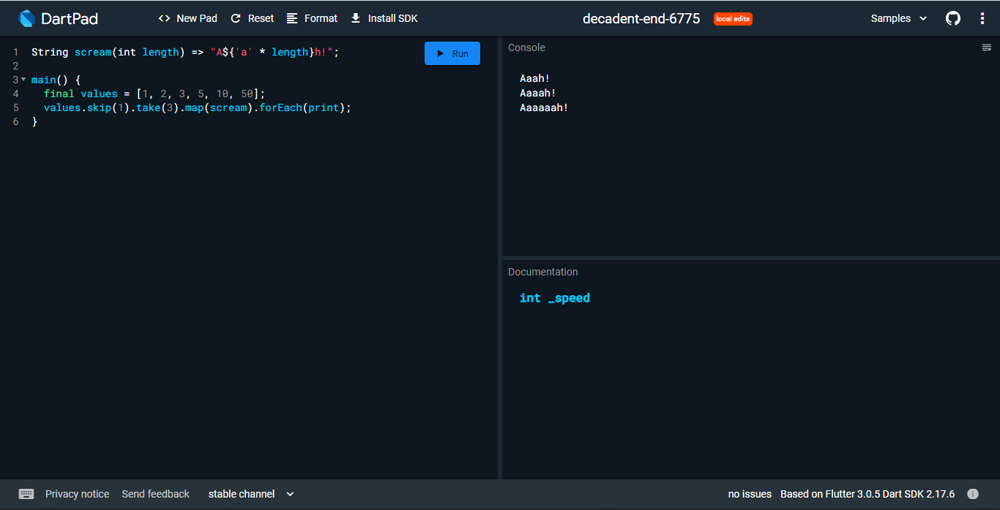 DartPad <> New Pad Reset Format Install SDK decadent-end-6775 local edits Samples
1 String scream(int length) => "A${'a' * length}h!";
2
3 main() {
4   final values = [1, 2, 3, 5, 10, 50];
5   values.skip(1).take(3).map(scream).forEach(print);
6 }
Run
Console
Aaah!
Aaaah!
Aaaaaah!
Documentation
int _speed
Privacy notice Send feedback stable channel no issues Based on Flutter 3.0.5 Dart SDK 2.17.6